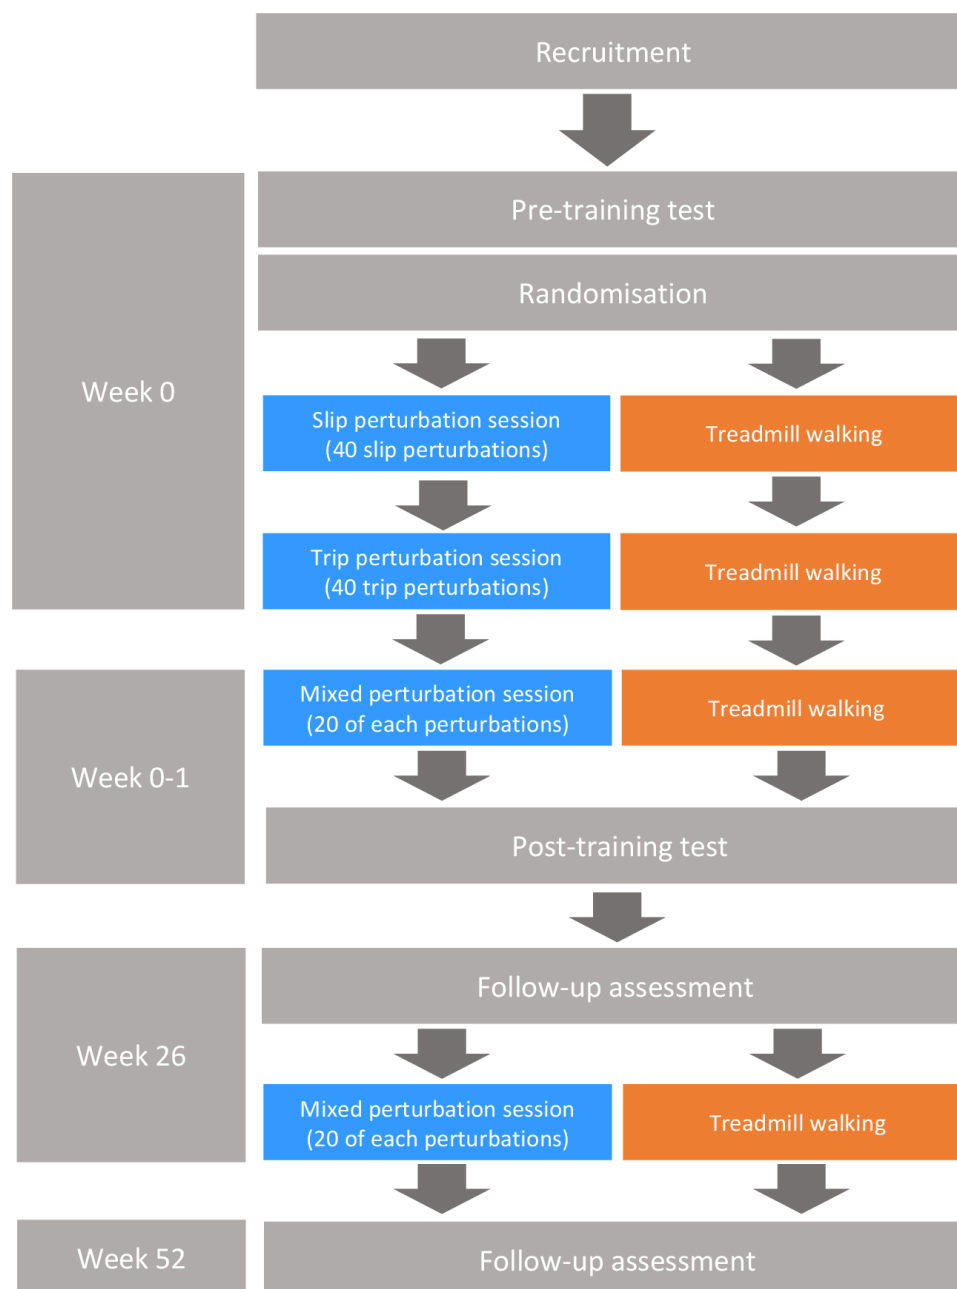 Recruitment
Pre-training test
Randomisation
Week 0
Slip perturbation session
(40 slip perturbations)
Treadmill walking
Trip perturbation session
(40 trip perturbations)
Treadmill walking
Week 0-1
Mixed perturbation session
(20 of each perturbations)
Treadmill walking
Post-training test
Week 26
Follow-up assessment
Mixed perturbation session
(20 of each perturbations)
Treadmill walking
Week 52
Follow-up assessment